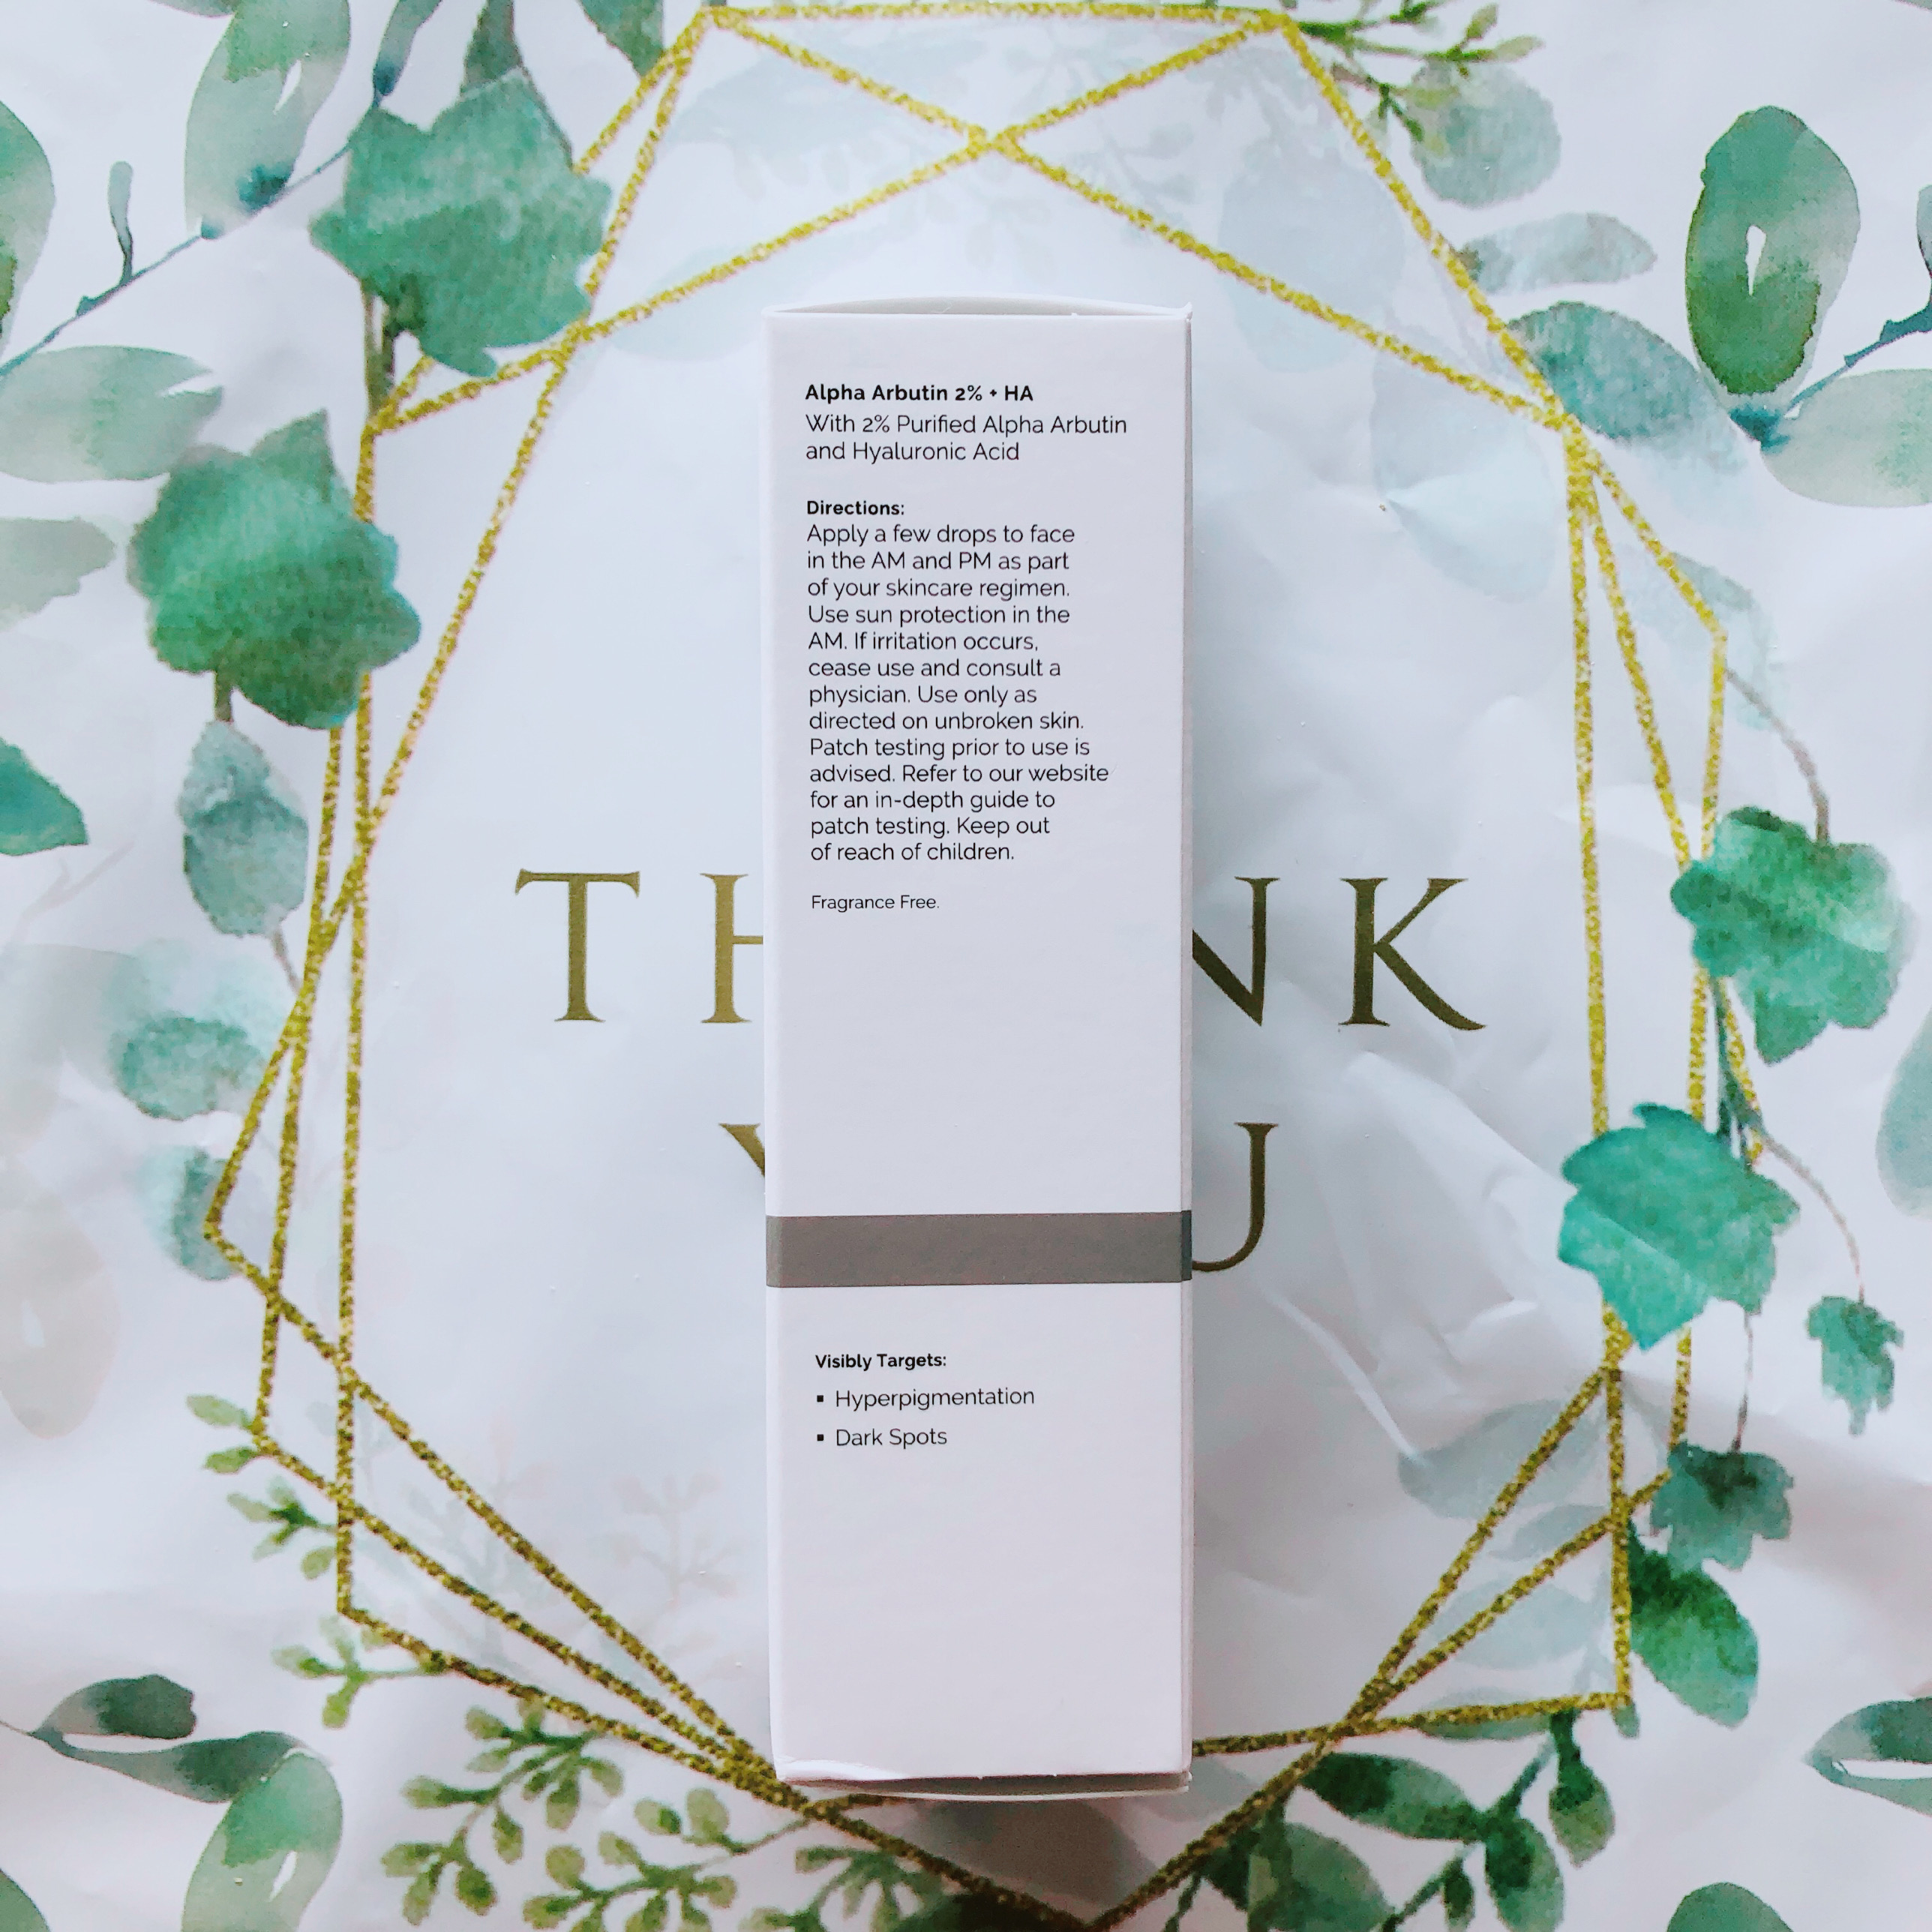 Alpha Arbutin 2% + HA
With 2% Purified Alpha Arbutin
and Hyaluronic Acid
Directions:
Apply a few drops to face
in the AM and PM as part
of your skincare regimen.
Use sun protection in the
AM. If irritation occurs,
cease use and consult a
physician. Use only as
directed on unbroken skin.
Patch testing prior to use is
advised. Refer to our website
for an in-depth guide to
patch testing. Keep out
of reach of children.
Fragrance Free.
Visibly Targets:
▪ Hyperpigmentation
▪ Dark Spots